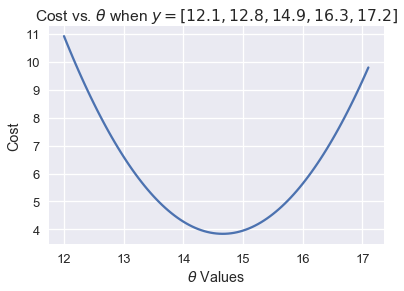 Cost vs. θ when y = [12.1, 12.8, 14.9, 16.3, 17.2]
11
10
9
8
7
6
5
4
Cost
12 13 14 15 16 17
θ Values